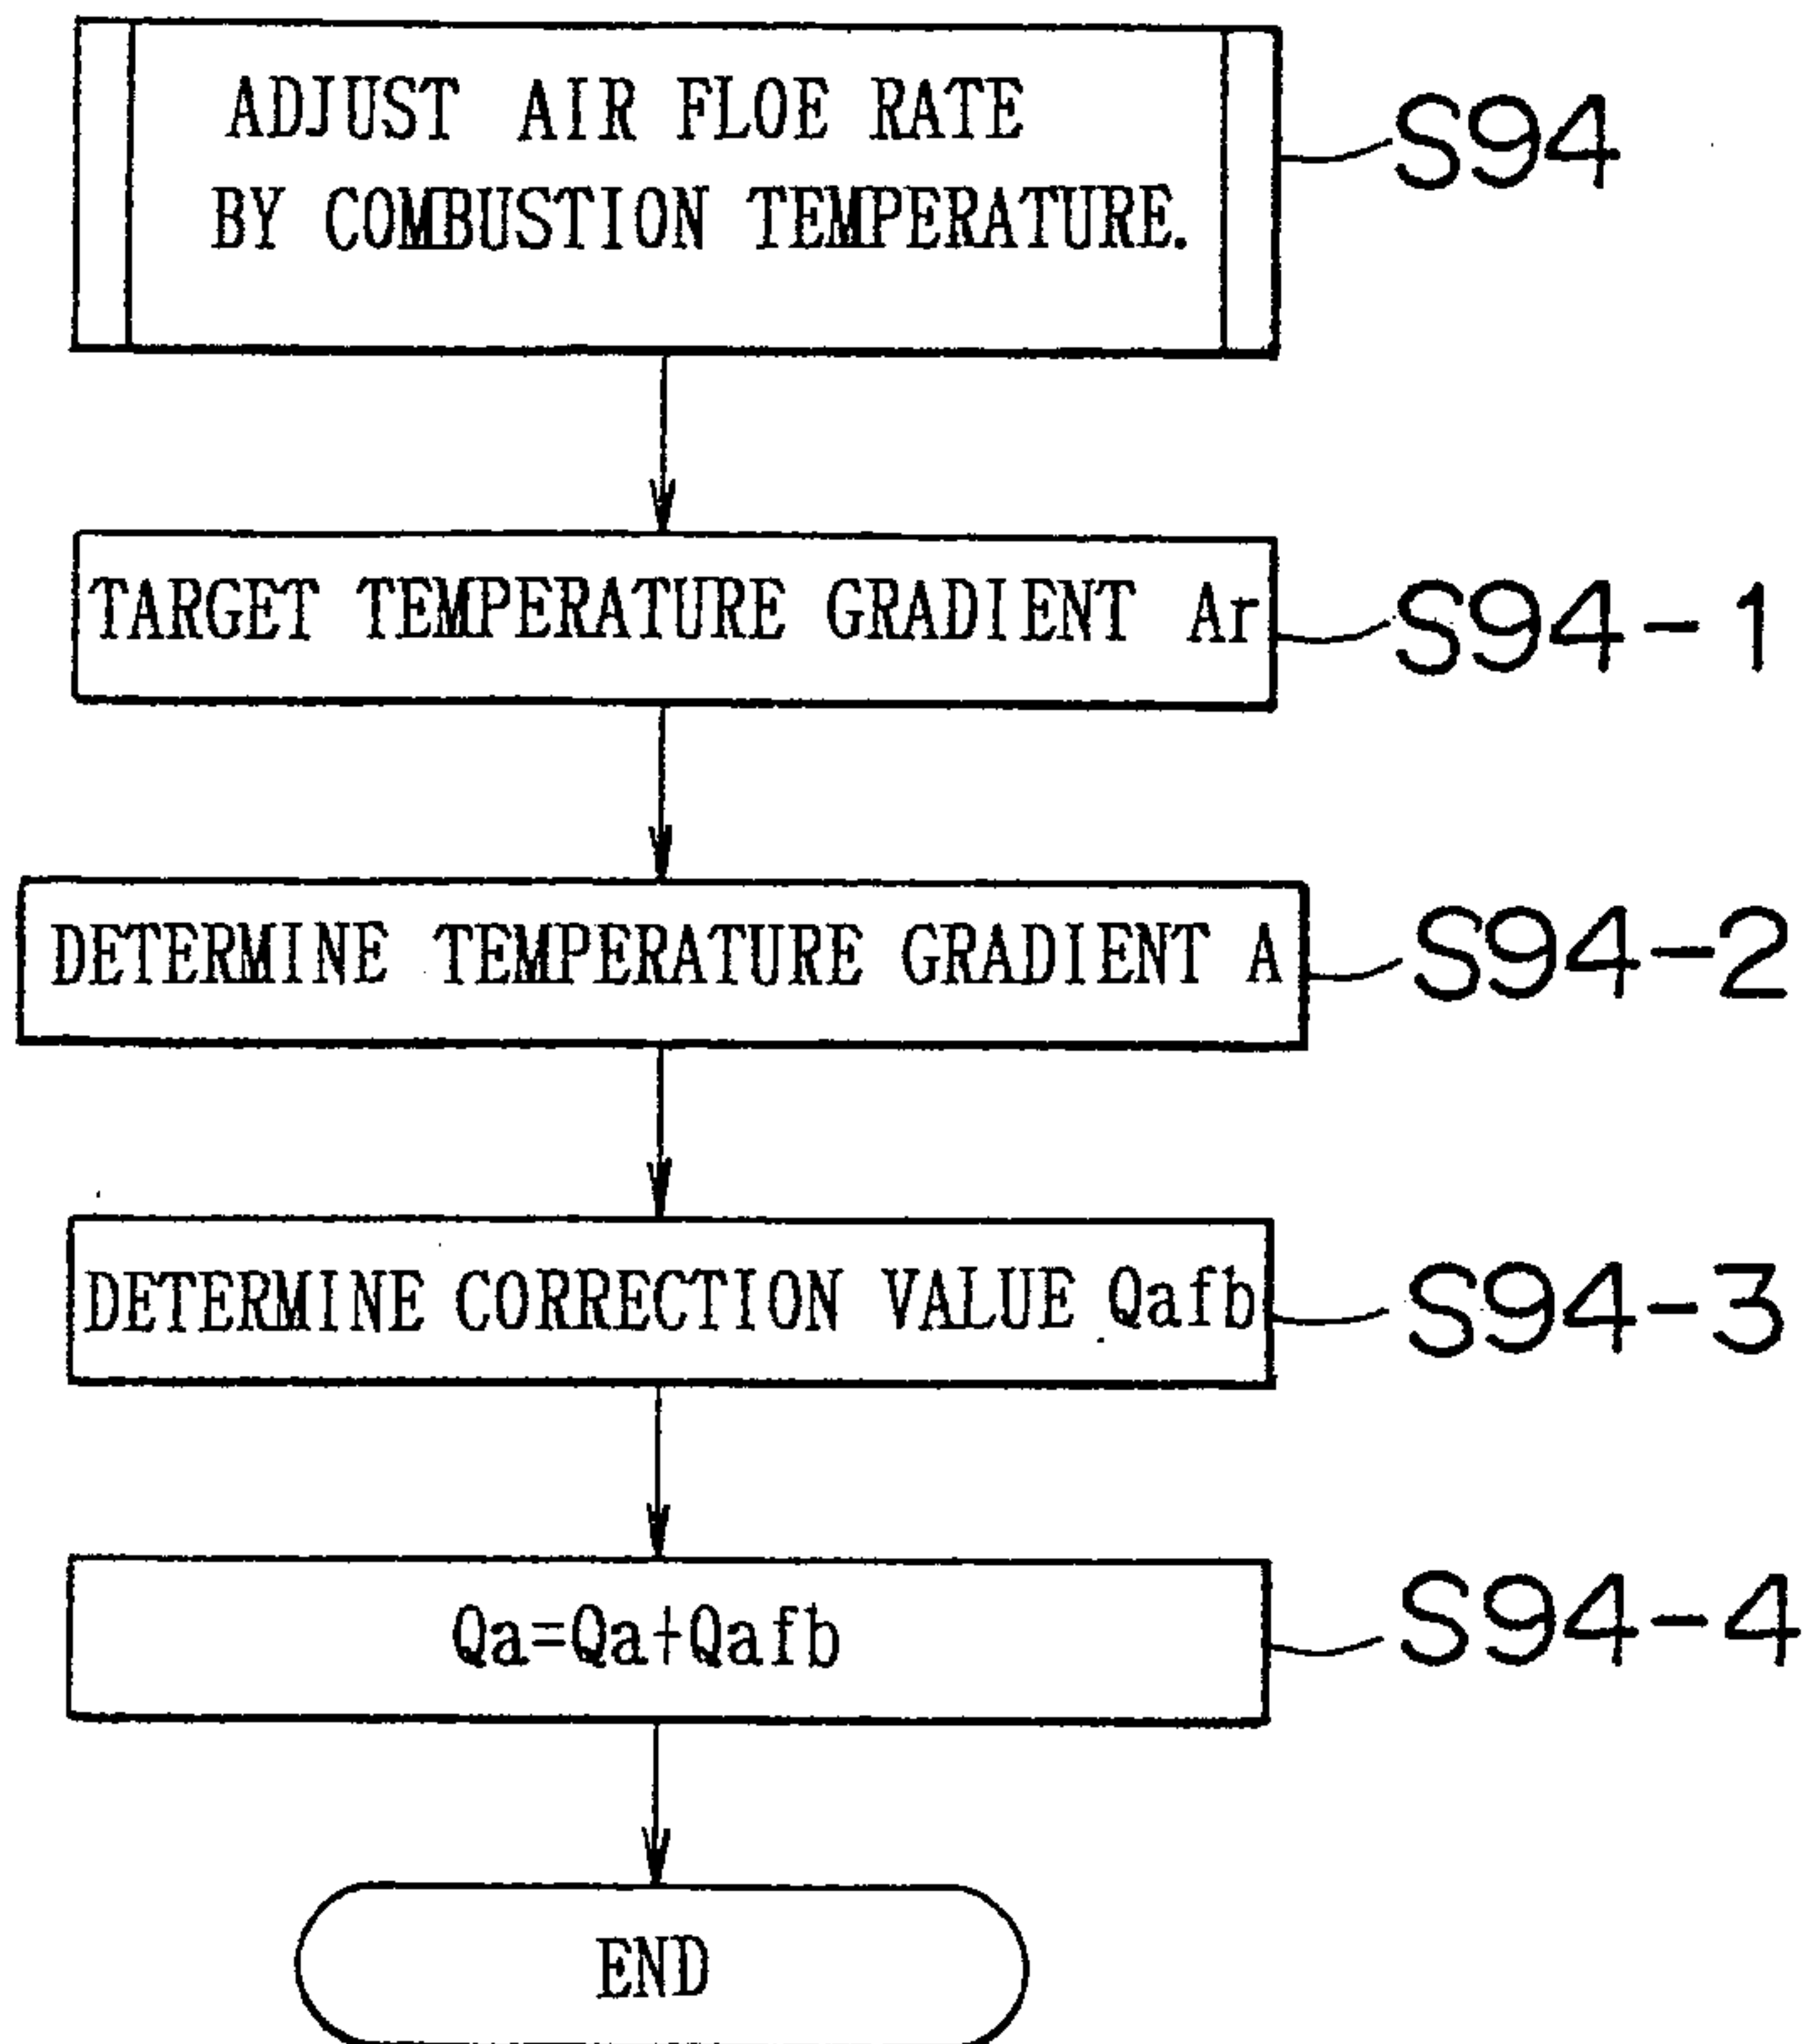 ADJUST AIR FLOE RATE
BY COMBUSTION TEMPERATURE.
S94
TARGET TEMPERATURE GRADIENT Ar
S94-1
DETERMINE TEMPERATURE GRADIENT A
S94-2
DETERMINE CORRECTION VALUE Qafb
S94-3
Qa=Qa+Qafb
S94-4
END